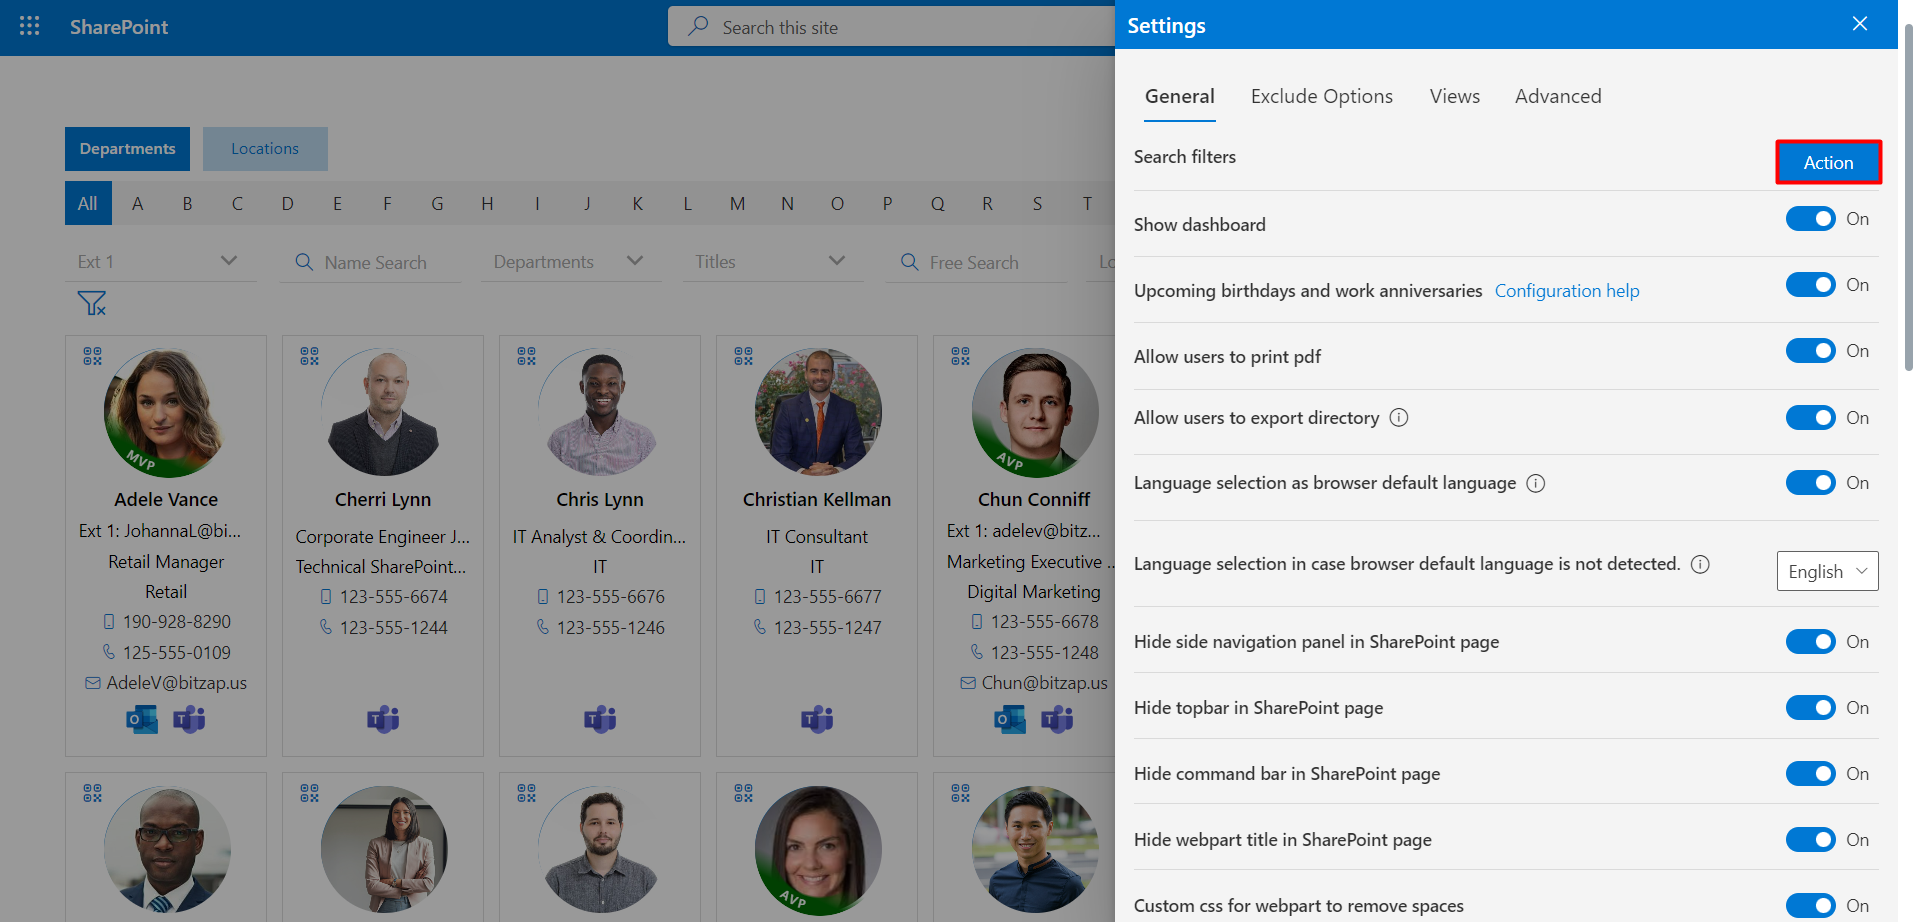 SharePoint
Search this site
Departments
Locations
All A B C D E F G H I J K L M N O P Q R S T
Ext 1
Name Search
Departments
Titles
Free Search
Lo
MVP
Adele Vance
Ext 1: JohannaL@bi...
Retail Manager
Retail
190-928-8290
125-555-0109
AdeleV@bitzap.us
Cherri Lynn
Corporate Engineer J...
Technical SharePoint...
123-555-6674
123-555-1244
Chris Lynn
IT Analyst & Coordin...
IT
123-555-6676
123-555-1246
Christian Kellman
IT Consultant
IT
123-555-6677
123-555-1247
AVP
Chun Conniff
Ext 1: adelev@bitz...
Marketing Executive ..
Digital Marketing
123-555-6678
123-555-1248
Chun@bitzap.us
AVP
Settings
General
Exclude Options
Views
Advanced
Search filters
Action
Show dashboard
On
Upcoming birthdays and work anniversaries Configuration help
On
Allow users to print pdf
On
Allow users to export directory
On
Language selection as browser default language
On
Language selection in case browser default language is not detected.
English
Hide side navigation panel in SharePoint page
On
Hide topbar in SharePoint page
On
Hide command bar in SharePoint page
On
Hide webpart title in SharePoint page
On
Custom css for webpart to remove spaces
On